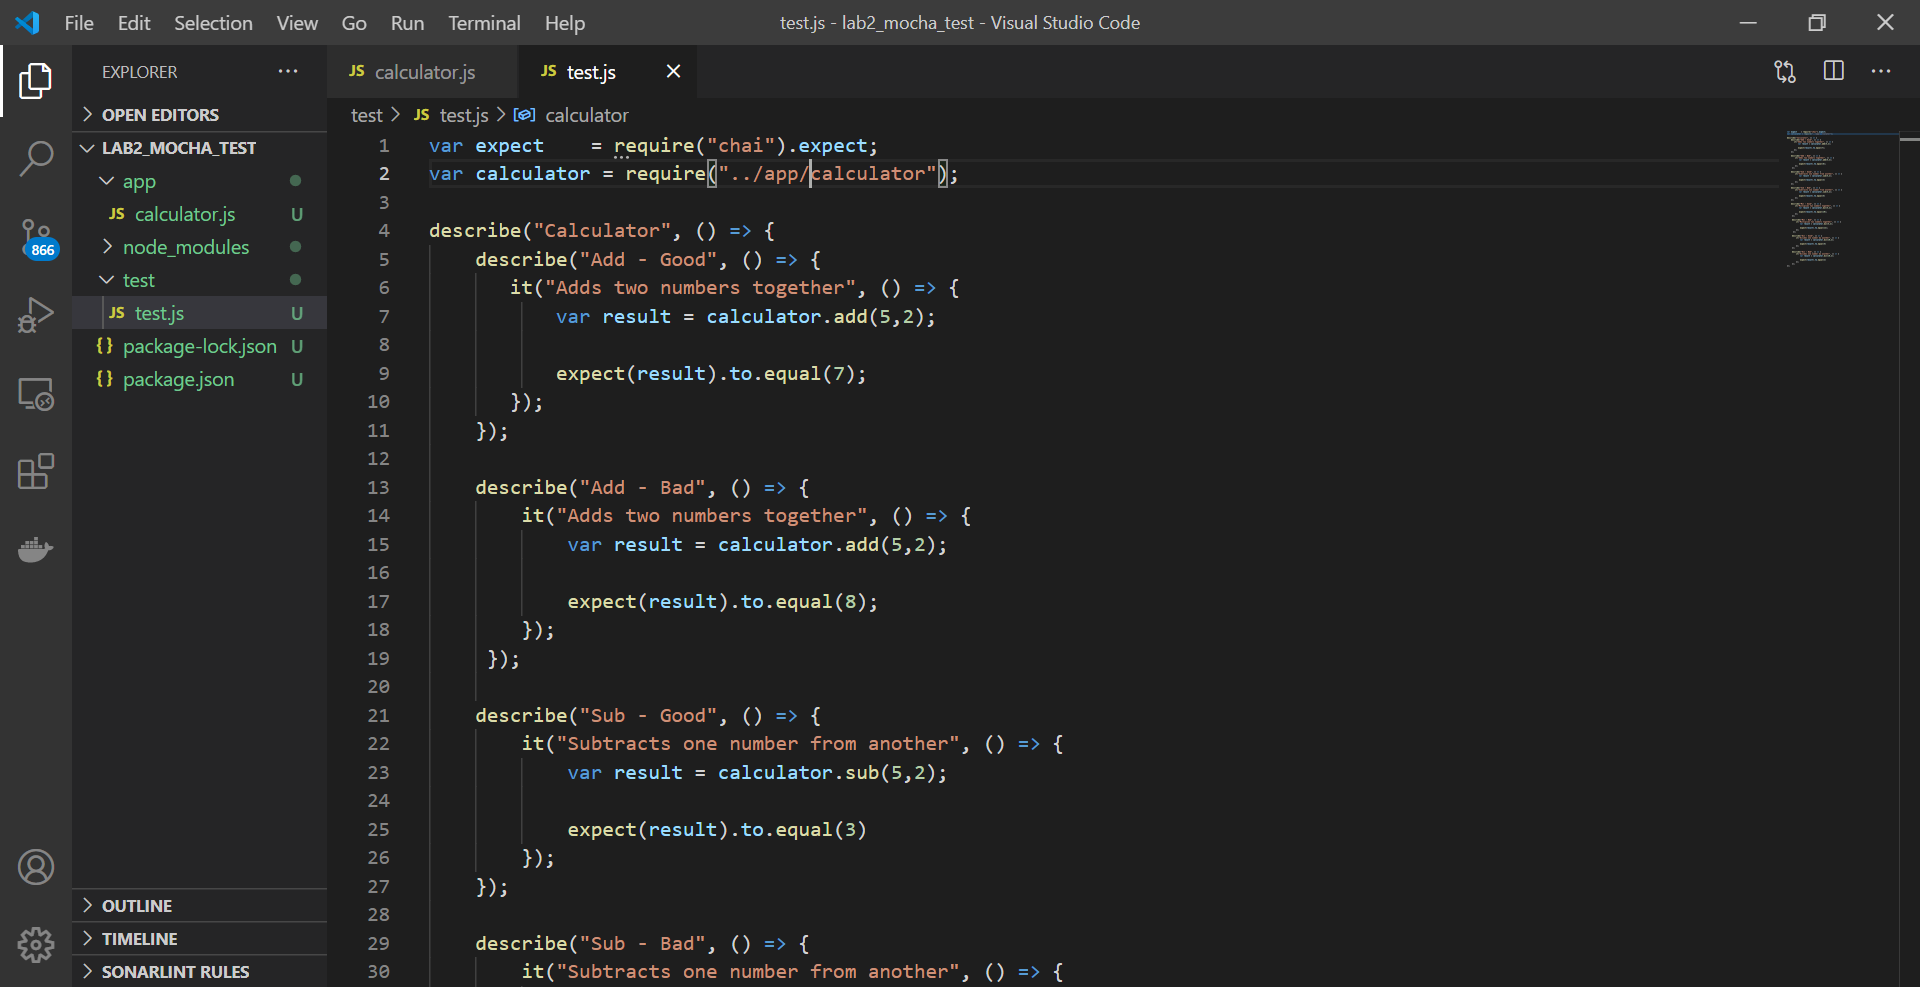 File Edit Selection View Go Run Terminal Help
test.js - lab2_mocha_test - Visual Studio Code
EXPLORER
OPEN EDITORS
LAB2_MOCHA_TEST
app
JS calculator.js U
node_modules
test
JS test.js U
{} package-lock.json U
{} package.json U
866
OUTLINE
TIMELINE
SONARLINT RULES
JS calculator.js
JS test.js
test > JS test.js > calculator
1 var expect    = require("chai").expect;
2 var calculator = require("../app/calculator");
3
4 describe("Calculator", () => {
5     describe("Add - Good", () => {
6        it("Adds two numbers together", () => {
7            var result = calculator.add(5,2);
8
9            expect(result).to.equal(7);
10        });
11     });
12
13     describe("Add - Bad", () => {
14         it("Adds two numbers together", () => {
15             var result = calculator.add(5,2);
16
17             expect(result).to.equal(8);
18         });
19      });
20
21     describe("Sub - Good", () => {
22         it("Subtracts one number from another", () => {
23             var result = calculator.sub(5,2);
24
25             expect(result).to.equal(3)
26         });
27     });
28
29     describe("Sub - Bad", () => {
30         it("Subtracts one number from another", () => {